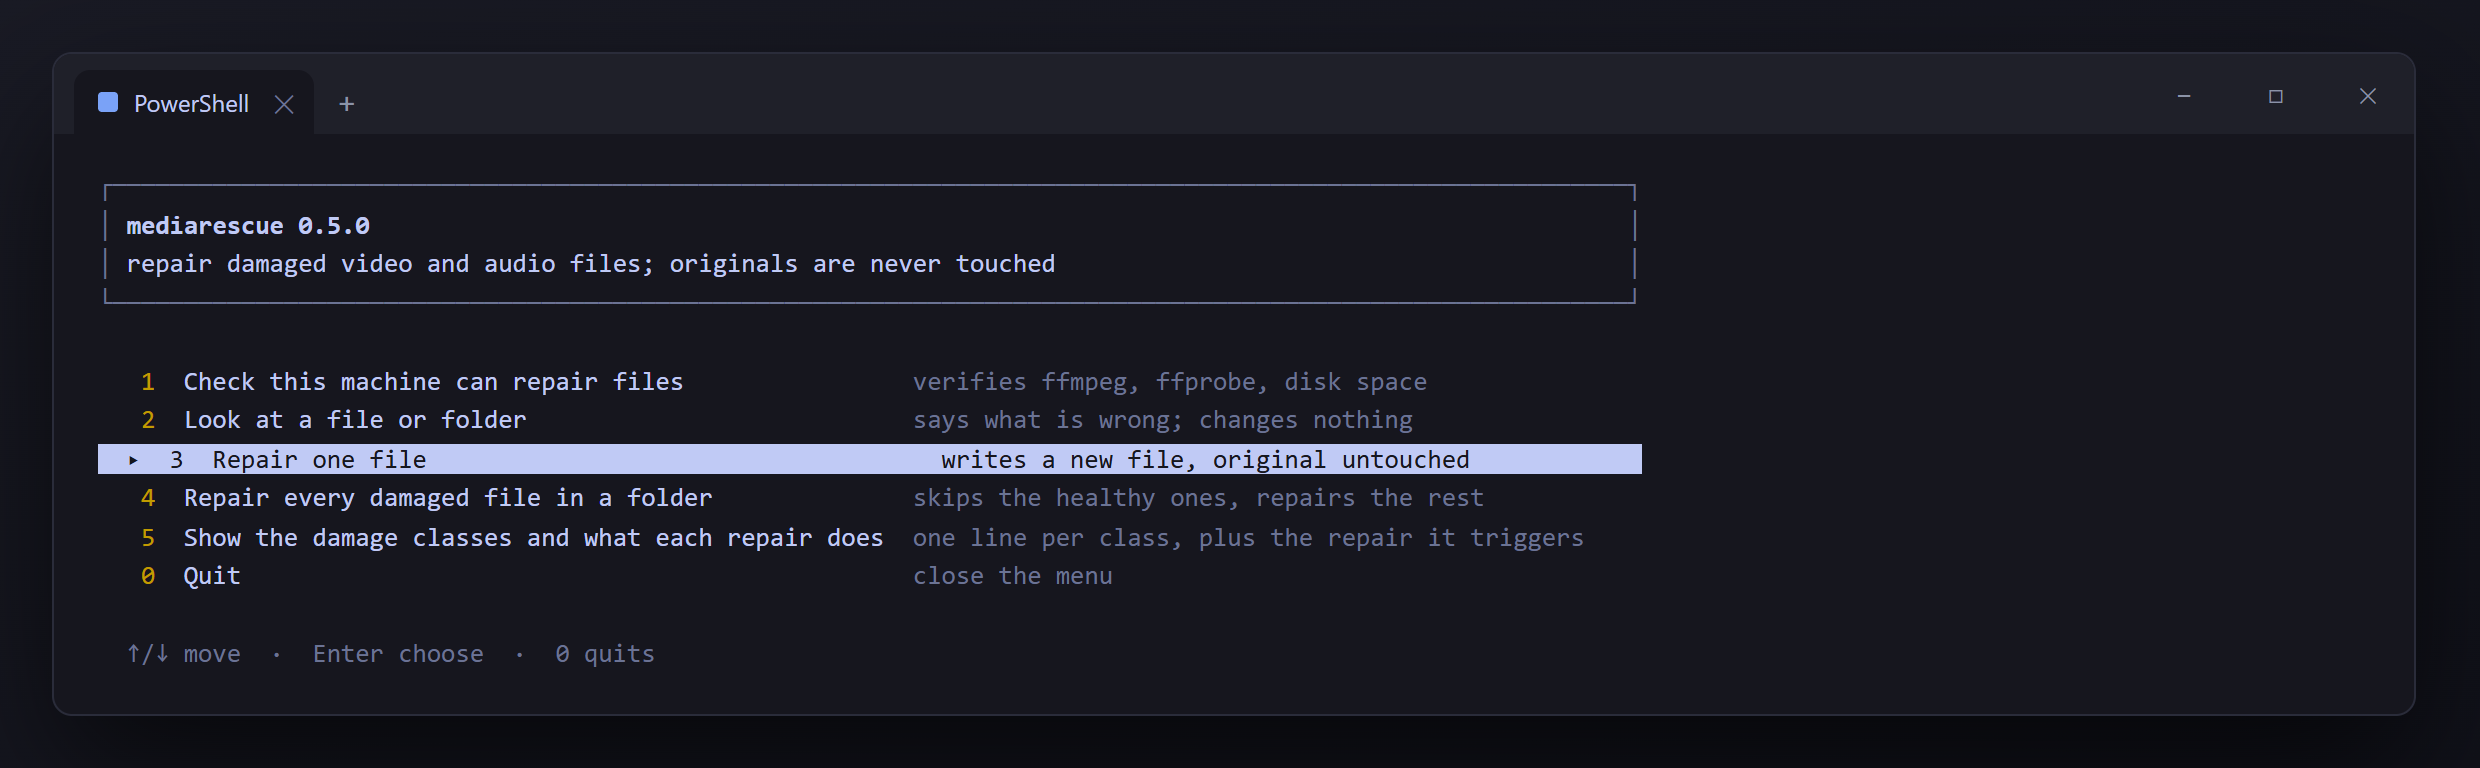 PowerShell
mediarescue 0.5.0
repair damaged video and audio files; originals are never touched
1 Check this machine can repair files verifies ffmpeg, ffprobe, disk space
2 Look at a file or folder says what is wrong; changes nothing
▸ 3 Repair one file writes a new file, original untouched
4 Repair every damaged file in a folder skips the healthy ones, repairs the rest
5 Show the damage classes and what each repair does one line per class, plus the repair it triggers
0 Quit close the menu
↑/↓ move · Enter choose · 0 quits